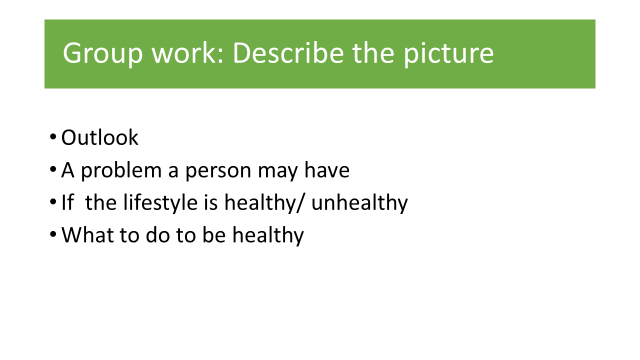 Group work: Describe the picture
• Outlook
• A problem a person may have
• If  the lifestyle is healthy/ unhealthy
• What to do to be healthy